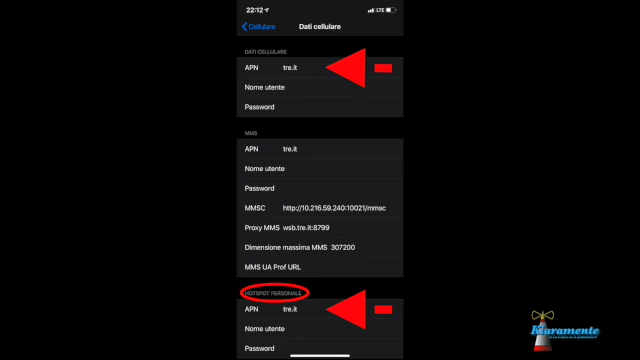 22:12
LTE
Cellulare
Dati cellulare
DATI CELLULARE
APN tre.it
Nome utente
Password
MMS
APN tre.it
Nome utente
Password
MMSC http://10.216.59.240:10021/mmsc
Proxy MMS wsb.tre.it:8799
Dimensione massima MMS 307200
MMS UA Prof URL
HOTSPOT PERSONALE
APN tre.it
Nome utente
Password
Kiaramente